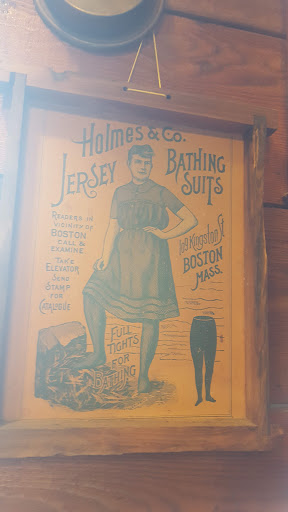 Holmes & Co.
JERSEY BATHING
SUITS
READERS IN
VICINITY OF
BOSTON
CALL &
EXAMINE.
TAKE
ELEVATOR
SEND
STAMP
FOR
CATALOGUE
109 Kingston St
BOSTON
MASS.
FULL
TIGHTS
FOR
BATHING